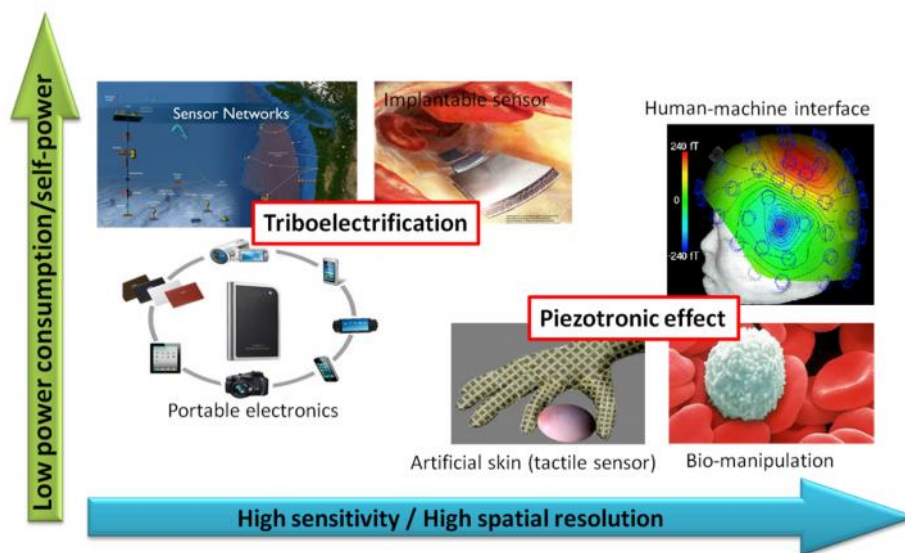 Low power consumption/self-power
Sensor Networks
Implantable sensor
Human-machine interface
240 fT
0
-240 fT
Triboelectrification
Piezotronic effect
Portable electronics
Artificial skin (tactile sensor)
Bio-manipulation
High sensitivity / High spatial resolution